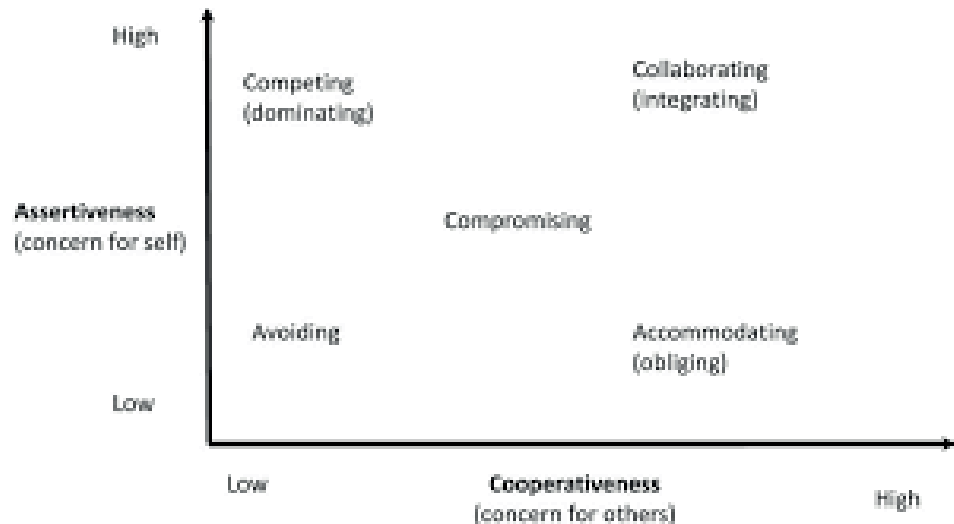 High
Competing
(dominating)
Collaborating
(integrating)
Assertiveness
(concern for self)
Compromising
Avoiding
Accommodating
(obliging)
Low
Low
Cooperativeness
(concern for others)
High